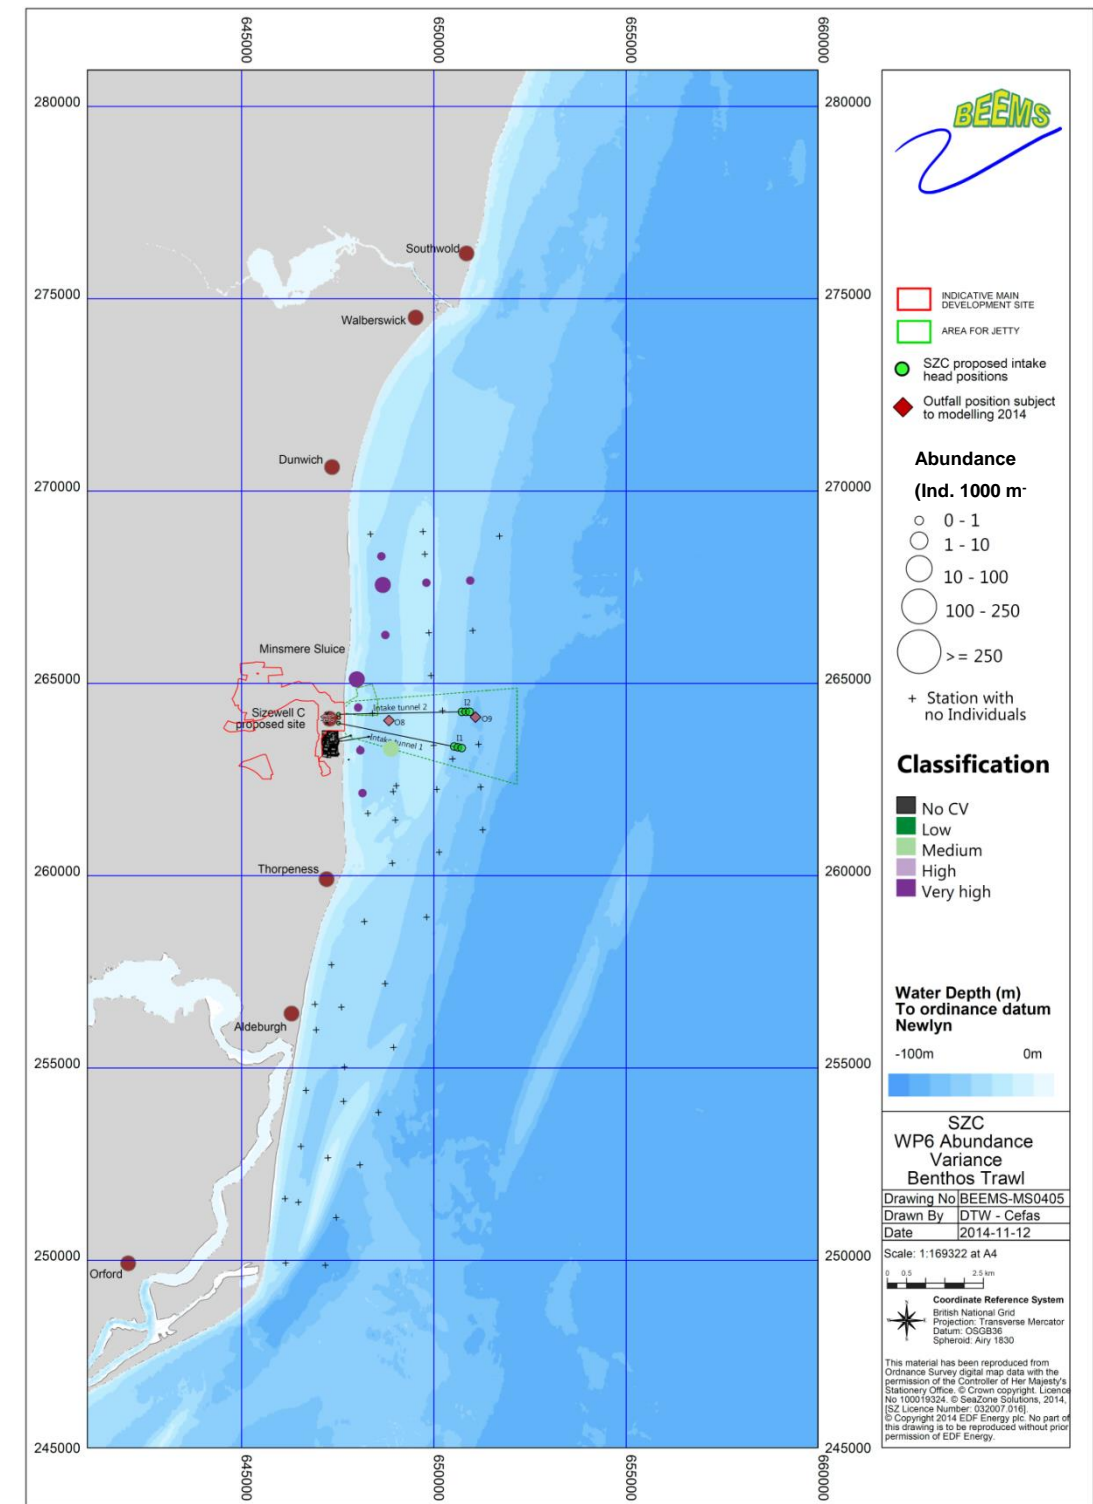 645000
650000
655000
660000
280000
280000
BEEMS
Southwold
275000
275000
Walberswick
INDICATIVE MAIN
DEVELOPMENT SITE
AREA FOR JETTY
SZC proposed intake
head positions
Outfall position subject
to modelling 2014
Dunwich
270000
270000
Abundance
(Ind. 1000 m-
0 - 1
1 - 10
10 - 100
100 - 250
>= 250
Station with
no Individuals
Minsmere Sluice
265000
265000
Sizewell C
proposed site
Intake tunnel 2
I2
O8
O9
Intake tunnel 1
I1
Classification
No CV
Low
Medium
High
Very high
Thorpeness
260000
260000
Aldeburgh
255000
255000
Water Depth (m)
To ordinance datum
Newlyn
-100m 0m
SZC
WP6 Abundance
Variance
Benthos Trawl
Drawing No BEEMS-MS0405
Drawn By DTW - Cefas
Date 2014-11-12
Scale: 1:169322 at A4
0 0.5 2.5 km
Orford
250000
250000
Coordinate Reference System
British National Grid
Projection: Transverse Mercator
Datum: OSGB36
Spheroid: Airy 1830
This material has been reproduced from
Ordnance Survey digital map data with the
permission of the Controller of Her Majesty's
Stationery Office. © Crown copyright. Licence
No 100019324. © SeaZone Solutions, 2014,
[SZ Licence Number: 032007.016].
© Copyright 2014 EDF Energy plc. No part of
this drawing is to be reproduced without prior
permission of EDF Energy.
245000
245000
645000
650000
655000
660000